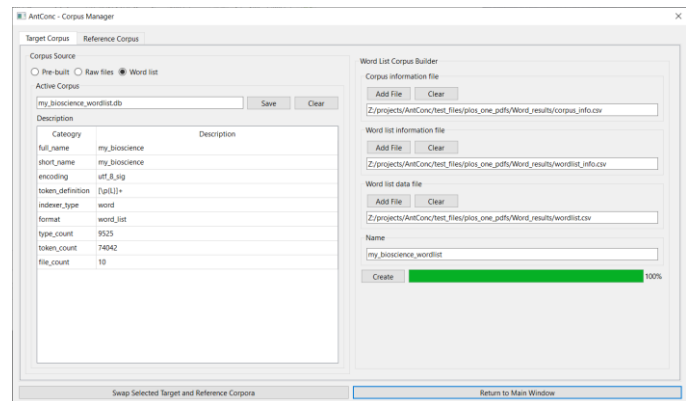 AntConc - Corpus Manager
Target Corpus Reference Corpus
Corpus Source
Pre-built Raw files Word list
Active Corpus
my_bioscience_wordlist.db Save Clear
Description
Cateogry Description
full_name my_bioscience
short_name my_bioscience
encoding utf_8_sig
token_definition [\p{L}]+
indexer_type word
format word_list
type_count 9525
token_count 74042
file_count 10
Word List Corpus Builder
Corpus information file
Add File Clear
Z:/projects/AntConc/test_files/plos_one_pdfs/Word_results/corpus_info.csv
Word list information file
Add File Clear
Z:/projects/AntConc/test_files/plos_one_pdfs/Word_results/wordlist_info.csv
Word list data file
Add File Clear
Z:/projects/AntConc/test_files/plos_one_pdfs/Word_results/wordlist.csv
Name
my_bioscience_wordlist
Create 100%
Swap Selected Target and Reference Corpora Return to Main Window